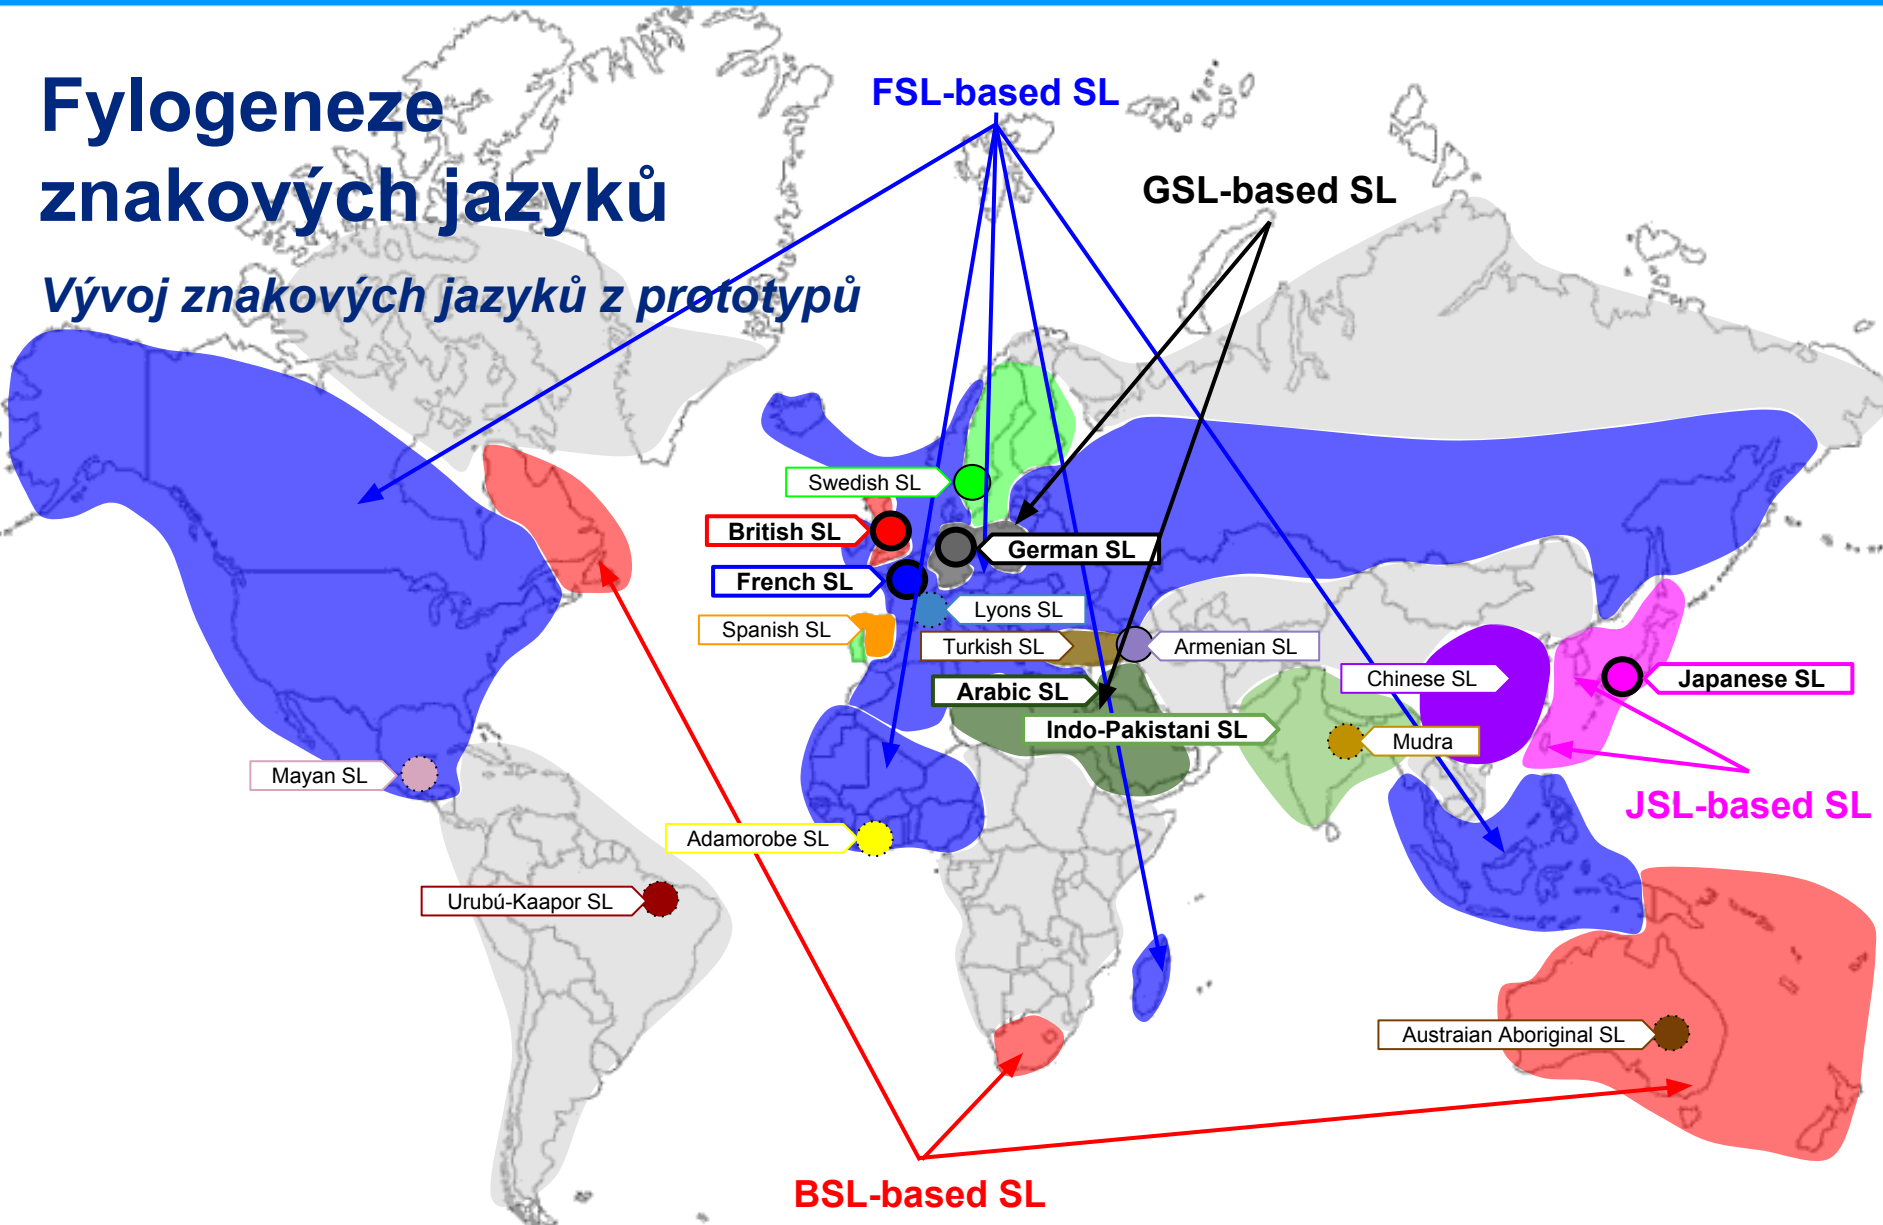 Fylogeneze
znakových jazyků
Vývoj znakových jazyků z prototypů
FSL-based SL
GSL-based SL
Swedish SL
British SL
German SL
French SL
Lyons SL
Spanish SL
Turkish SL
Armenian SL
Chinese SL
Japanese SL
Arabic SL
Indo-Pakistani SL
Mudra
Mayan SL
JSL-based SL
Adamorobe SL
Urubú-Kaapor SL
Austraian Aboriginal SL
BSL-based SL